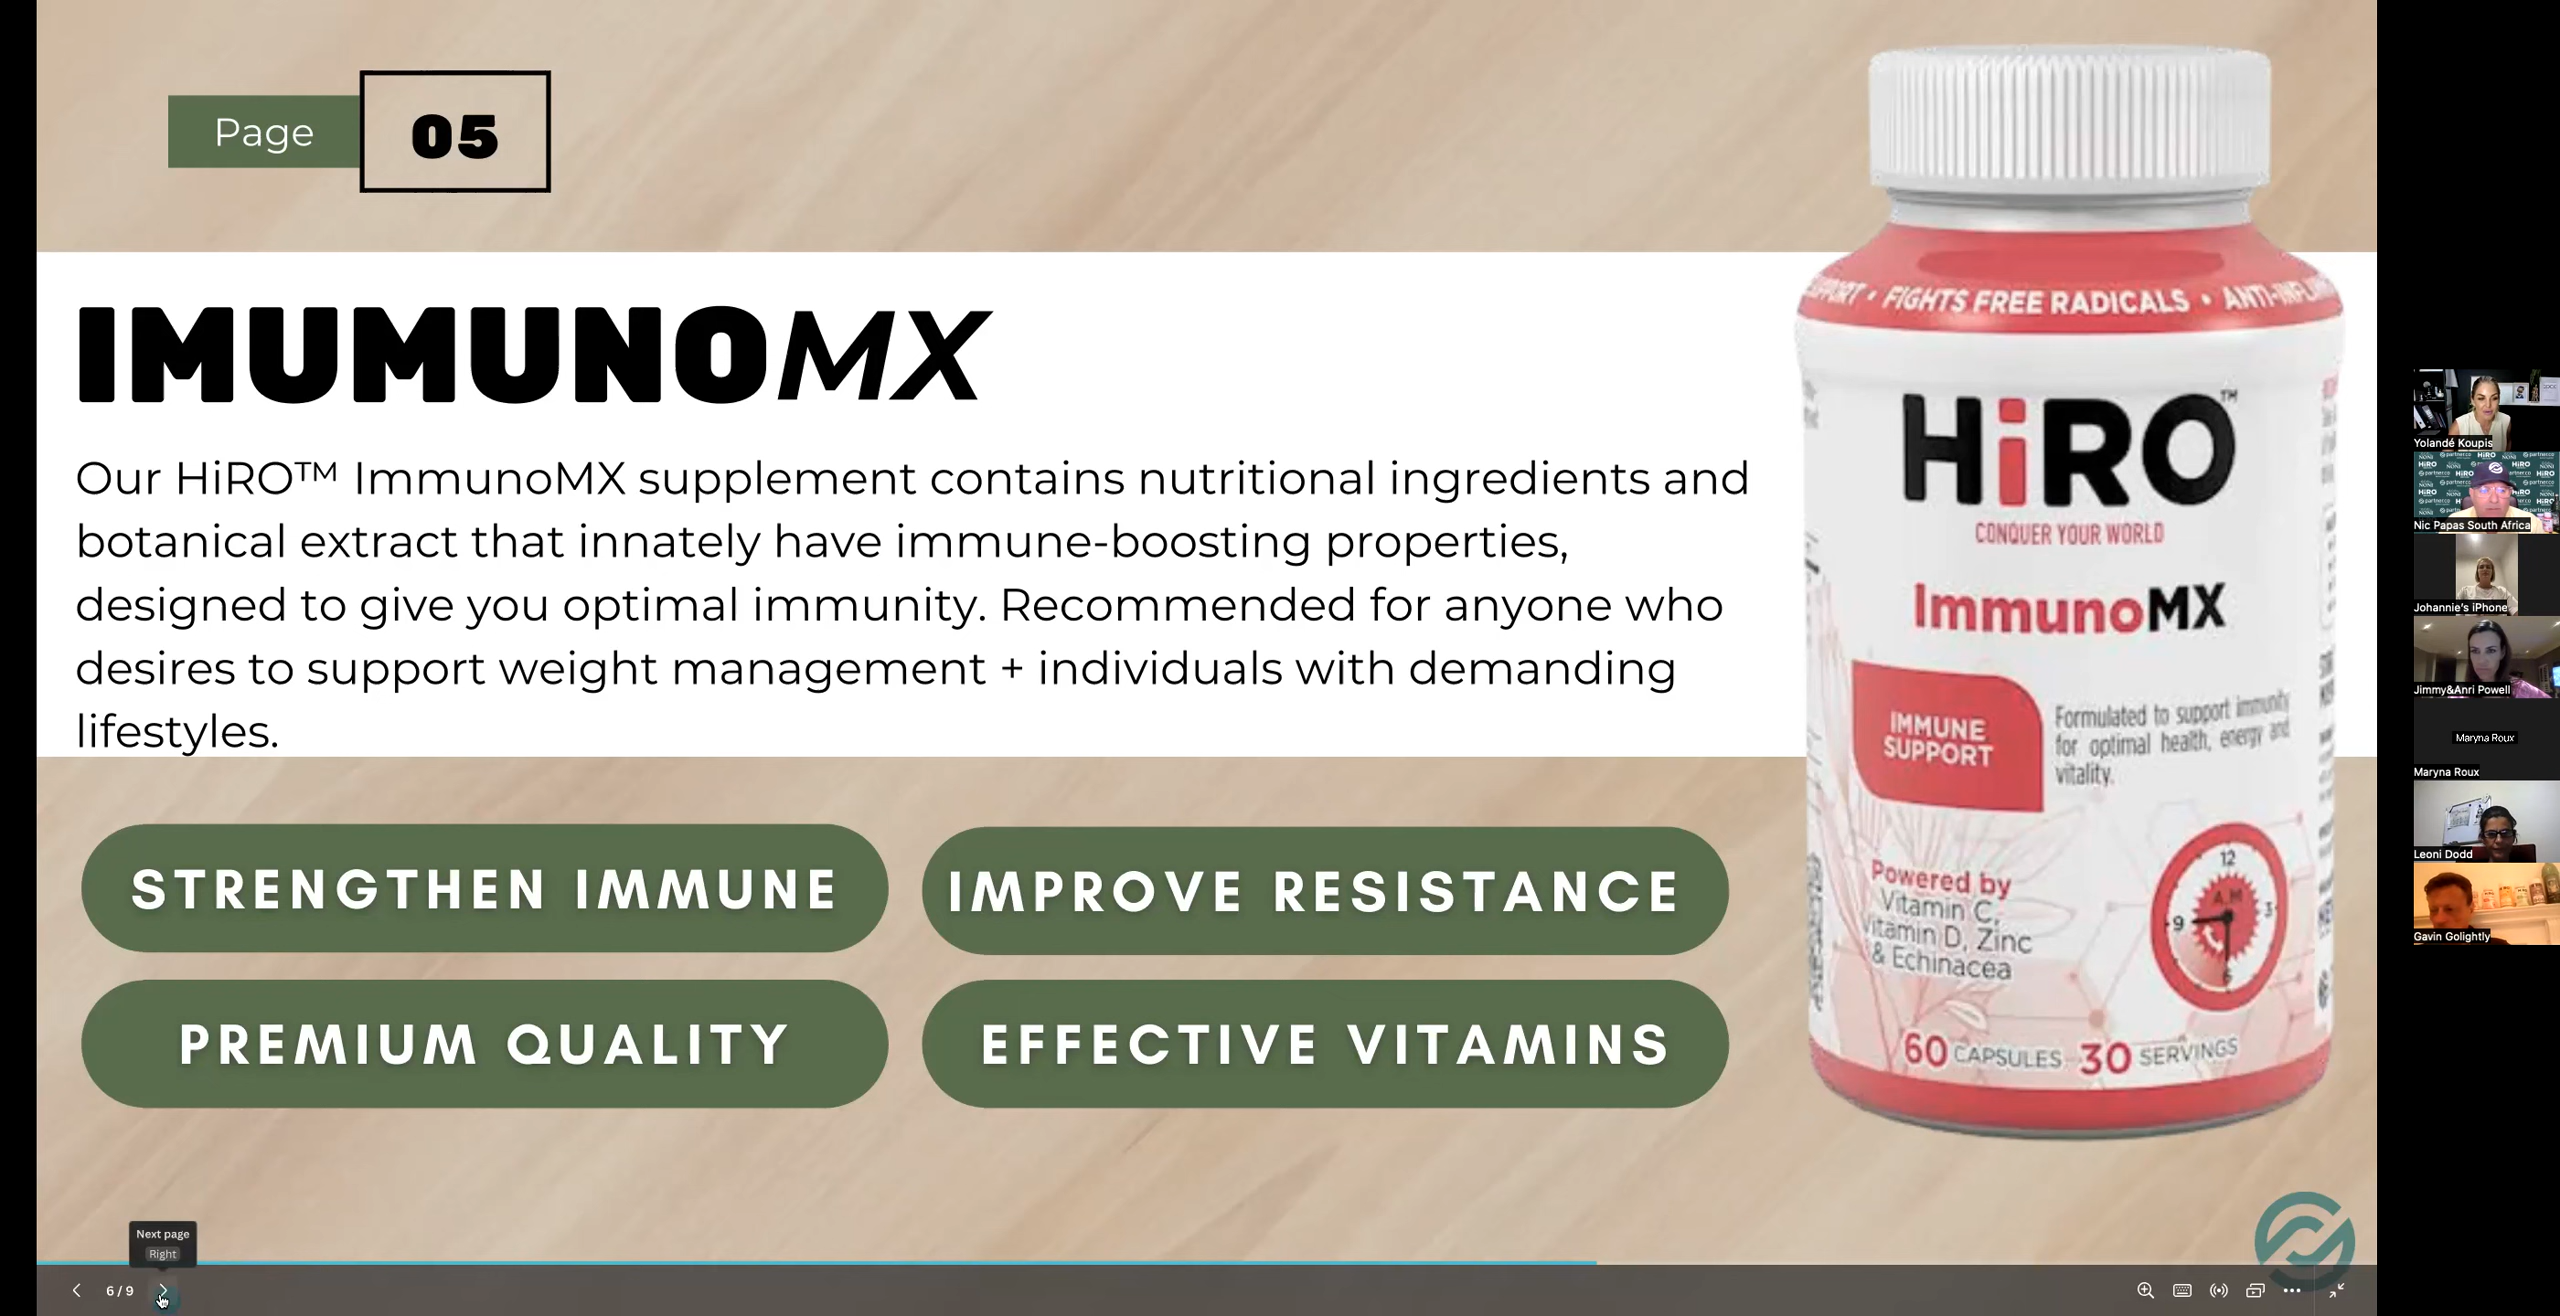 Page 05
IMUMUNOMX
Our HiRO™ ImmunoMX supplement contains nutritional ingredients and
botanical extract that innately have immune-boosting properties,
designed to give you optimal immunity. Recommended for anyone who
desires to support weight management + individuals with demanding
lifestyles.
STRENGTHEN IMMUNE
IMPROVE RESISTANCE
PREMIUM QUALITY
EFFECTIVE VITAMINS
• FIGHTS FREE RADICALS •
HiRO™
CONQUER YOUR WORLD
ImmunoMX
IMMUNE
SUPPORT
Formulated to support immunity
for optimal health, energy and
vitality.
Powered by
Vitamin C,
Vitamin D, Zinc
& Echinacea
12
A.M
9
3
6
60 CAPSULES 30 SERVINGS
Next page
Right
6 / 9
Yolandé Koupis
Nic Papas South Africa
Johannie's iPhone
Jimmy&Anri Powell
Maryna Roux
Maryna Roux
Leoni Dodd
Gavin Golightly